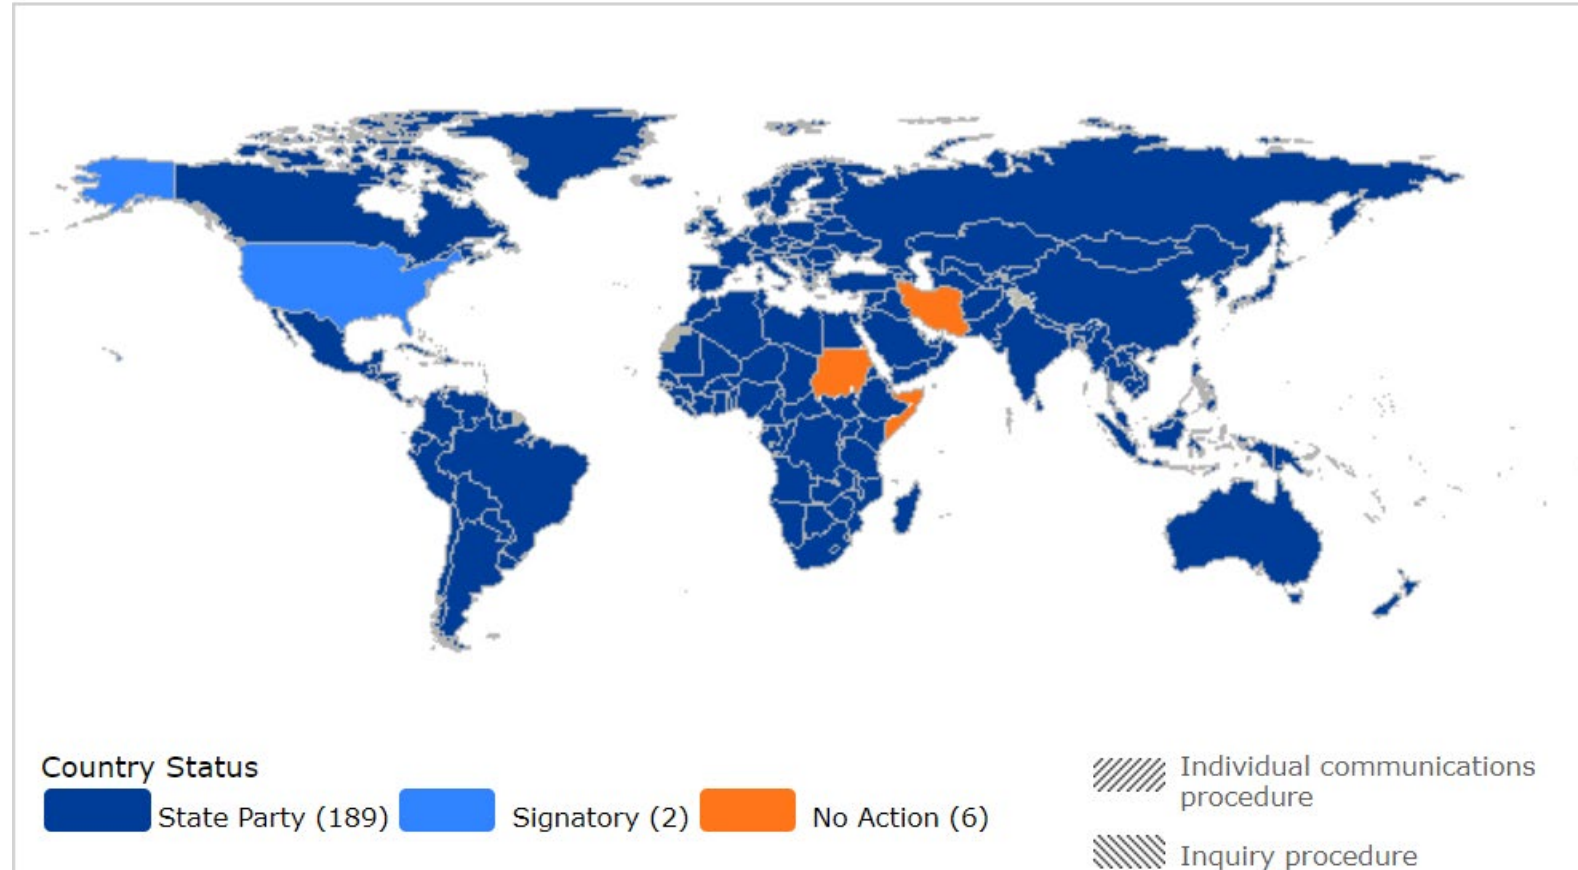 Country Status
State Party (189)
Signatory (2)
No Action (6)
Individual communications
procedure
Inquiry procedure